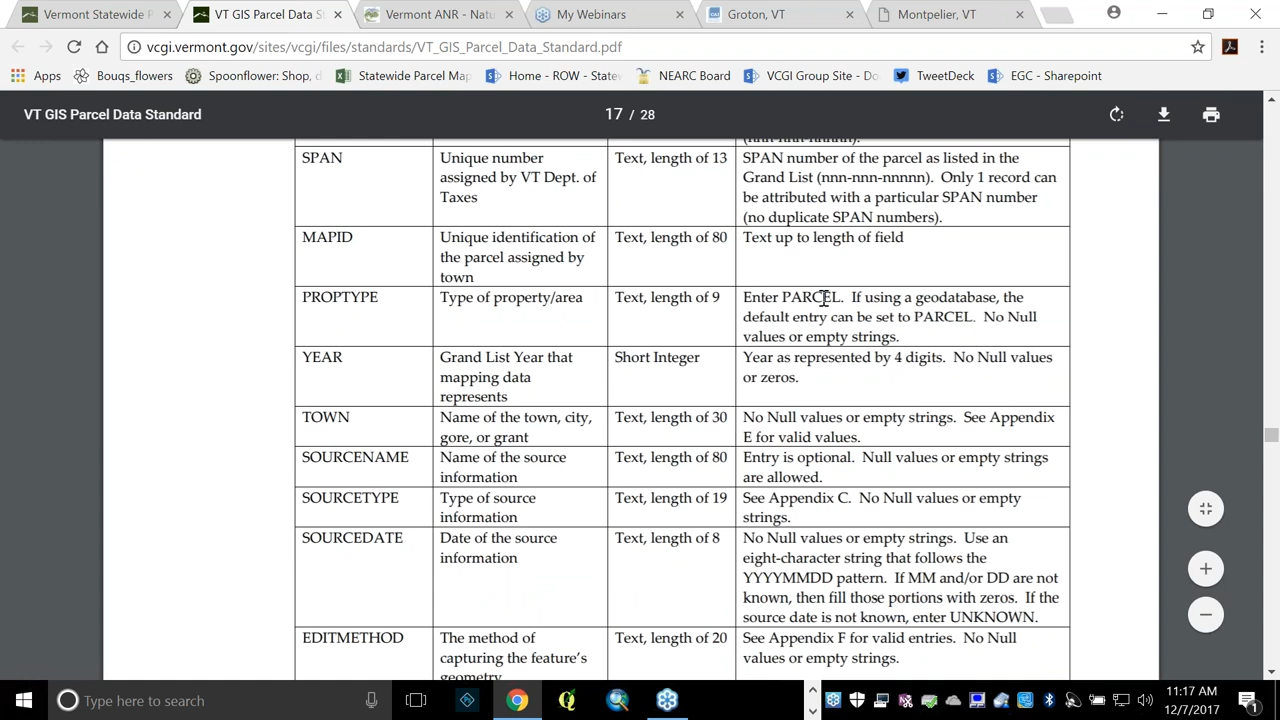 Vermont Statewide P
VT GIS Parcel Data S
Vermont ANR - Natu
My Webinars
Groton, VT
Montpelier, VT
vcgi.vermont.gov/sites/vcgi/files/standards/VT_GIS_Parcel_Data_Standard.pdf
Apps
Bouqs_flowers
Spoonflower: Shop, d
Statewide Parcel Map
Home - ROW - State
NEARC Board
VCGI Group Site - Do
TweetDeck
EGC - Sharepoint
VT GIS Parcel Data Standard
17 / 28
(nnn-nnn-nnnnn).
SPAN
Unique number
assigned by VT Dept. of
Taxes
Text, length of 13
SPAN number of the parcel as listed in the
Grand List (nnn-nnn-nnnnn). Only 1 record can
be attributed with a particular SPAN number
(no duplicate SPAN numbers).
MAPID
Unique identification of
the parcel assigned by
town
Text, length of 80
Text up to length of field
PROPTYPE
Type of property/area
Text, length of 9
Enter PARCEL. If using a geodatabase, the
default entry can be set to PARCEL. No Null
values or empty strings.
YEAR
Grand List Year that
mapping data
represents
Short Integer
Year as represented by 4 digits. No Null values
or zeros.
TOWN
Name of the town, city,
gore, or grant
Text, length of 30
No Null values or empty strings. See Appendix
E for valid values.
SOURCENAME
Name of the source
information
Text, length of 80
Entry is optional. Null values or empty strings
are allowed.
SOURCETYPE
Type of source
information
Text, length of 19
See Appendix C. No Null values or empty
strings.
SOURCEDATE
Date of the source
information
Text, length of 8
No Null values or empty strings. Use an
eight-character string that follows the
YYYYMMDD pattern. If MM and/or DD are not
known, then fill those portions with zeros. If the
source date is not known, enter UNKNOWN.
EDITMETHOD
The method of
capturing the feature's
geometry
Text, length of 20
See Appendix F for valid entries. No Null
values or empty strings.
Type here to search
11:17 AM
12/7/2017
1